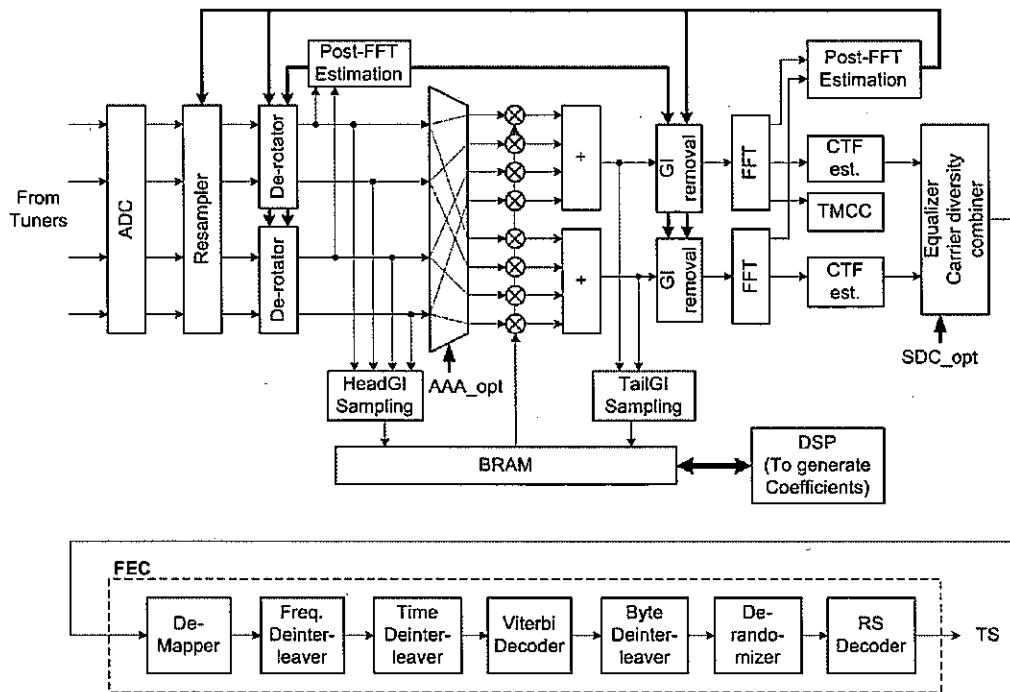 Post-FFT
Estimation
Post-FFT
Estimation
From
Tuners
ADC
Resampler
De-rotator
De-rotator
+
+
GI
removal
GI
removal
FFT
FFT
CTF
est.
TMCC
CTF
est.
Equalizer
Carrier diversity
combiner
HeadGI
Sampling
AAA_opt
TailGI
Sampling
SDC_opt
BRAM
DSP
(To generate
Coefficients)
FEC
De-
Mapper
Freq.
Deinter-
leaver
Time
Deinter-
leaver
Viterbi
Decoder
Byte
Deinter-
leaver
De-
rando-
mizer
RS
Decoder
TS